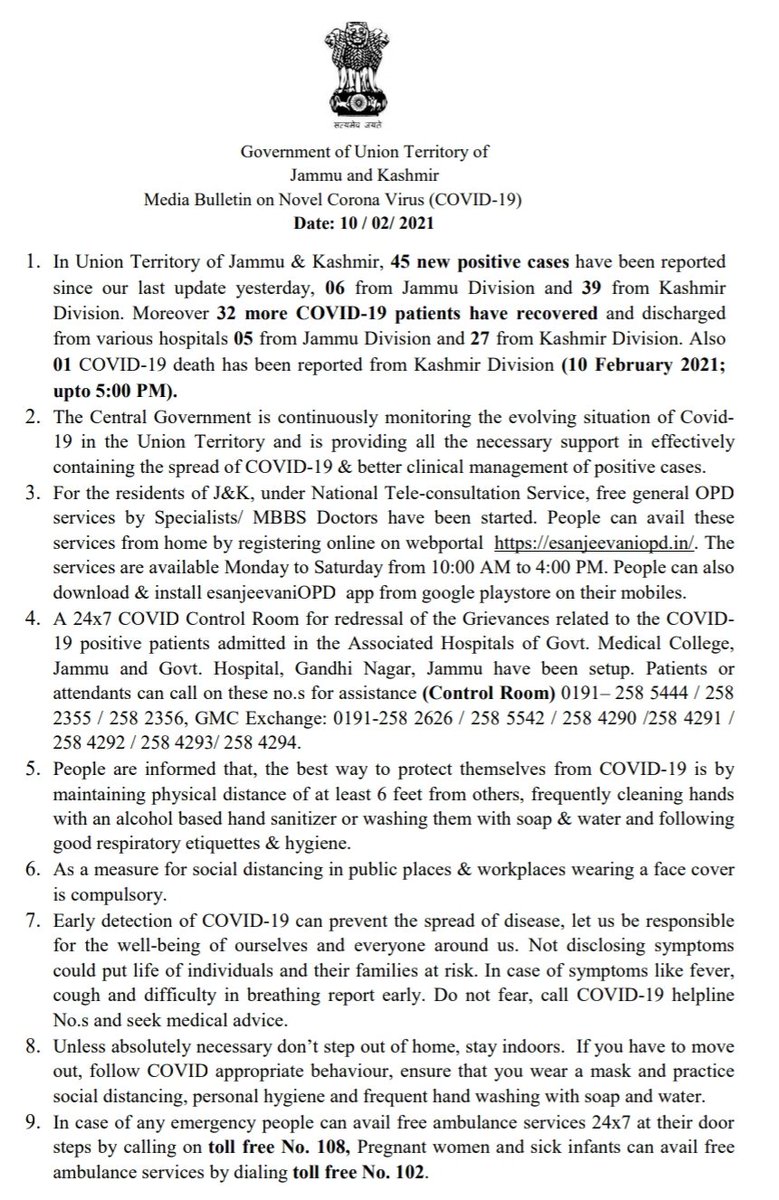 सत्यमेव जयते
Government of Union Territory of
Jammu and Kashmir
Media Bulletin on Novel Corona Virus (COVID-19)
Date: 10 / 02/ 2021
1. In Union Territory of Jammu & Kashmir, 45 new positive cases have been reported
since our last update yesterday, 06 from Jammu Division and 39 from Kashmir
Division. Moreover 32 more COVID-19 patients have recovered and discharged
from various hospitals 05 from Jammu Division and 27 from Kashmir Division. Also
01 COVID-19 death has been reported from Kashmir Division (10 February 2021;
upto 5:00 PM).
2. The Central Government is continuously monitoring the evolving situation of Covid-
19 in the Union Territory and is providing all the necessary support in effectively
containing the spread of COVID-19 & better clinical management of positive cases.
3. For the residents of J&K, under National Tele-consultation Service, free general OPD
services by Specialists/ MBBS Doctors have been started. People can avail these
services from home by registering online on webportal https://esanjeevaniopd.in/. The
services are available Monday to Saturday from 10:00 AM to 4:00 PM. People can also
download & install esanjeevaniOPD app from google playstore on their mobiles.
4. A 24x7 COVID Control Room for redressal of the Grievances related to the COVID-
19 positive patients admitted in the Associated Hospitals of Govt. Medical College,
Jammu and Govt. Hospital, Gandhi Nagar, Jammu have been setup. Patients or
attendants can call on these no.s for assistance (Control Room) 0191– 258 5444 / 258
2355 / 258 2356, GMC Exchange: 0191-258 2626 / 258 5542 / 258 4290 /258 4291 /
258 4292 / 258 4293/ 258 4294.
5. People are informed that, the best way to protect themselves from COVID-19 is by
maintaining physical distance of at least 6 feet from others, frequently cleaning hands
with an alcohol based hand sanitizer or washing them with soap & water and following
good respiratory etiquettes & hygiene.
6. As a measure for social distancing in public places & workplaces wearing a face cover
is compulsory.
7. Early detection of COVID-19 can prevent the spread of disease, let us be responsible
for the well-being of ourselves and everyone around us. Not disclosing symptoms
could put life of individuals and their families at risk. In case of symptoms like fever,
cough and difficulty in breathing report early. Do not fear, call COVID-19 helpline
No.s and seek medical advice.
8. Unless absolutely necessary don’t step out of home, stay indoors. If you have to move
out, follow COVID appropriate behaviour, ensure that you wear a mask and practice
social distancing, personal hygiene and frequent hand washing with soap and water.
9. In case of any emergency people can avail free ambulance services 24x7 at their door
steps by calling on toll free No. 108, Pregnant women and sick infants can avail free
ambulance services by dialing toll free No. 102.